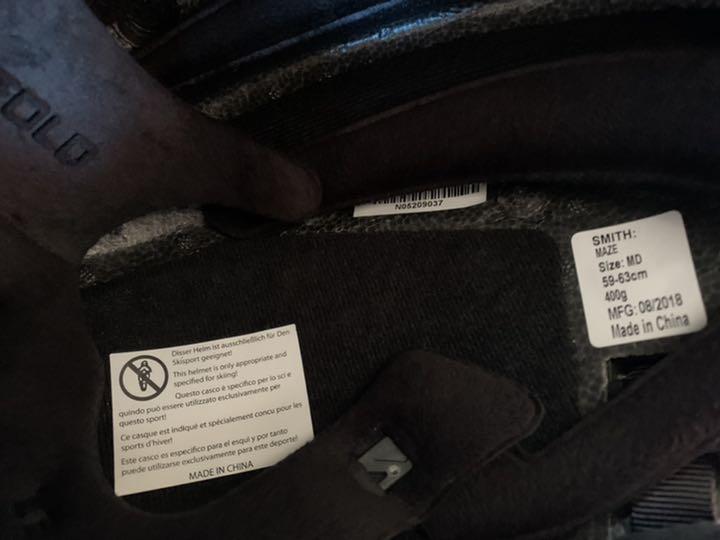 N05209037
SMITH:
MAZE
Size: MD
59-63cm
400g
MFG: 08/2018
Made in China
Disser Helm ist ausschließlich für Den
Skisport geeignet!
This helmet is only appropriate and
specified for skiing!
Questo casco è specifico per lo sci e
quindo può essere utilizzato esclusivamente per
questo sport!
Ce casque est indiqué et spécialement concu pour les
sports d'hiver!
Este casco es específico para el esquí y por tanto
puede utilizarse exclusivamente para este deporte!
MADE IN CHINA